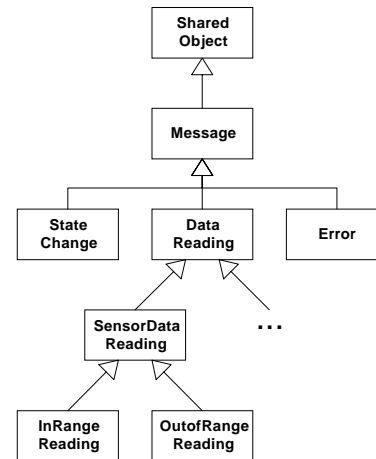 Shared
Object
Message
State
Change
Data
Reading
Error
SensorData
Reading
...
InRange
Reading
OutofRange
Reading